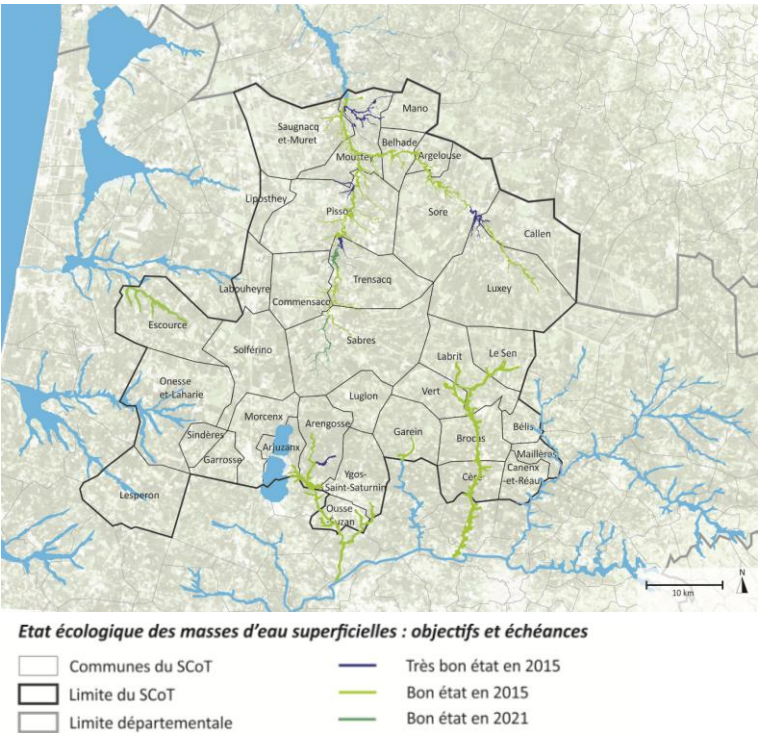 Mano
Saugnacq
et-Muret
Belhade
Moustey
Argelouse
Liposthey
Pissos
Sore
Callen
Labouheyre
Trensacq
Luxey
Commensacq
Escource
Solférino
Sabres
Labrit
Le Sen
Onesse
et-Laharie
Luglon
Vert
Morcenx
Arengosse
Garein
Brocas
Bélis
Sindères
Arjuzanx
Garrosse
Maillères
Canenx
-et-Réaut
Ygos-
Saint-Saturnin
Cère
Lesperon
Ousse
Suzan
N
10 km
Etat écologique des masses d'eau superficielles : objectifs et échéances
Communes du SCoT
Très bon état en 2015
Limite du SCoT
Bon état en 2015
Limite départementale
Bon état en 2021